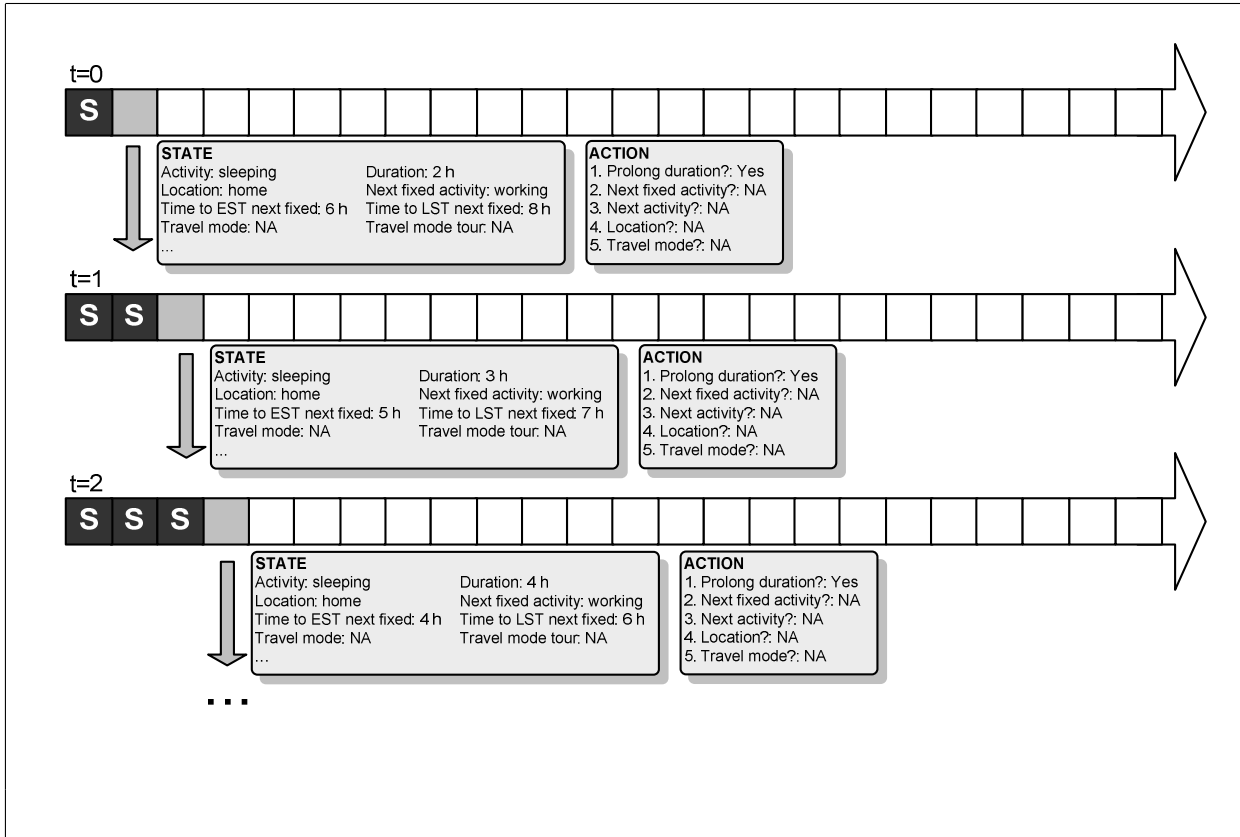 t=0
S
STATE
Activity: sleeping Duration: 2 h
Location: home Next fixed activity: working
Time to EST next fixed: 6 h Time to LST next fixed: 8 h
Travel mode: NA Travel mode tour: NA
...
ACTION
1. Prolong duration?: Yes
2. Next fixed activity?: NA
3. Next activity?: NA
4. Location?: NA
5. Travel mode?: NA
t=1
S S
STATE
Activity: sleeping Duration: 3 h
Location: home Next fixed activity: working
Time to EST next fixed: 5 h Time to LST next fixed: 7 h
Travel mode: NA Travel mode tour: NA
...
ACTION
1. Prolong duration?: Yes
2. Next fixed activity?: NA
3. Next activity?: NA
4. Location?: NA
5. Travel mode?: NA
t=2
S S S
STATE
Activity: sleeping Duration: 4 h
Location: home Next fixed activity: working
Time to EST next fixed: 4 h Time to LST next fixed: 6 h
Travel mode: NA Travel mode tour: NA
...
ACTION
1. Prolong duration?: Yes
2. Next fixed activity?: NA
3. Next activity?: NA
4. Location?: NA
5. Travel mode?: NA
...